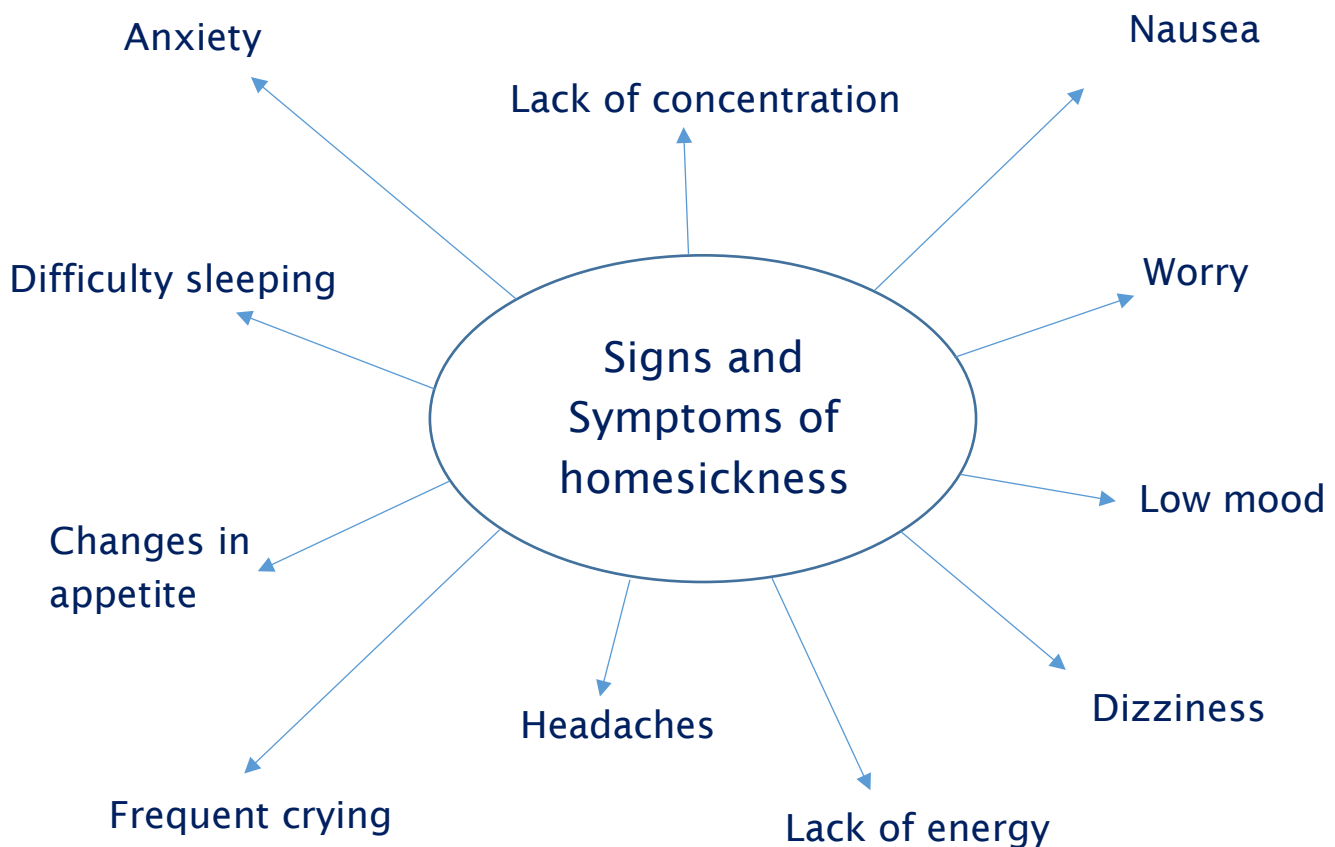 Anxiety
Nausea
Lack of concentration
Difficulty sleeping
Worry
Signs and
Symptoms of
homesickness
Low mood
Changes in
appetite
Headaches
Dizziness
Frequent crying
Lack of energy